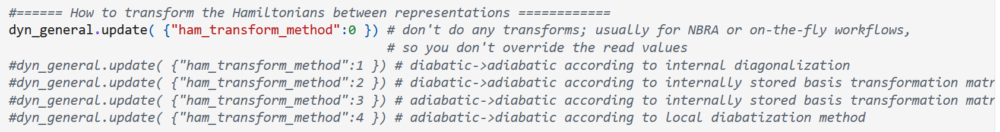 #====== How to transform the Hamiltonians between representations ============
dyn_general.update( {"ham_transform_method":0 }) # don't do any transforms; usually for NBRA or on-the-fly workflows,
# so you don't override the read values
#dyn_general.update( {"ham_transform_method":1 }) # diabatic->adiabatic according to internal diagonalization
#dyn_general.update( {"ham_transform_method":2 }) # diabatic->adiabatic according to internally stored basis transformation matr
#dyn_general.update( {"ham_transform_method":3 }) # adiabatic->diabatic according to internally stored basis transformation matr
#dyn_general.update( {"ham_transform_method":4 }) # adiabatic->diabatic according to local diabatization method